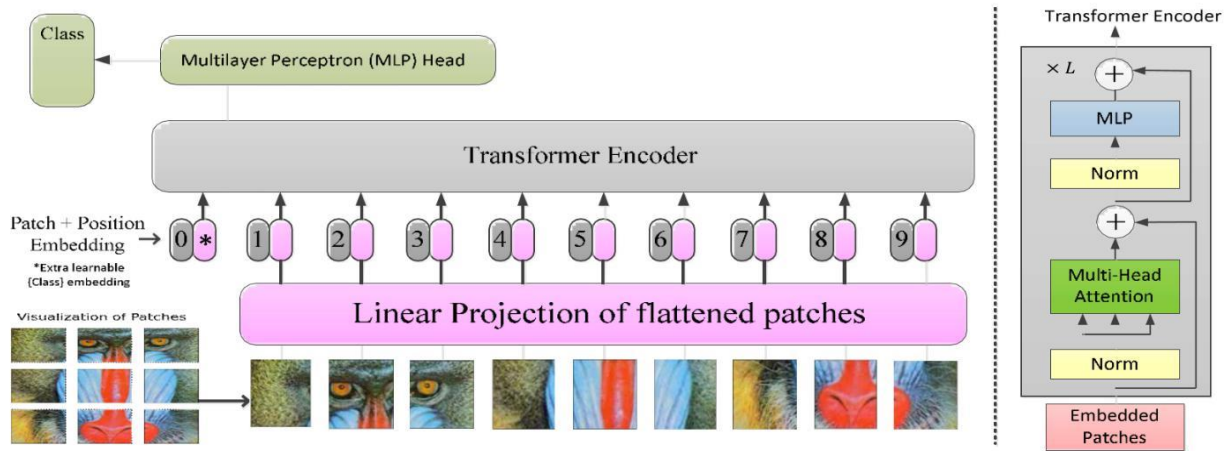 Class
Multilayer Perceptron (MLP) Head
Transformer Encoder
Patch + Position
Embedding
*Extra learnable
{Class} embedding
0 * 1 2 3 4 5 6 7 8 9
Linear Projection of flattened patches
Visualization of Patches
Transformer Encoder
× L
+
MLP
Norm
+
Multi-Head
Attention
Norm
Embedded
Patches